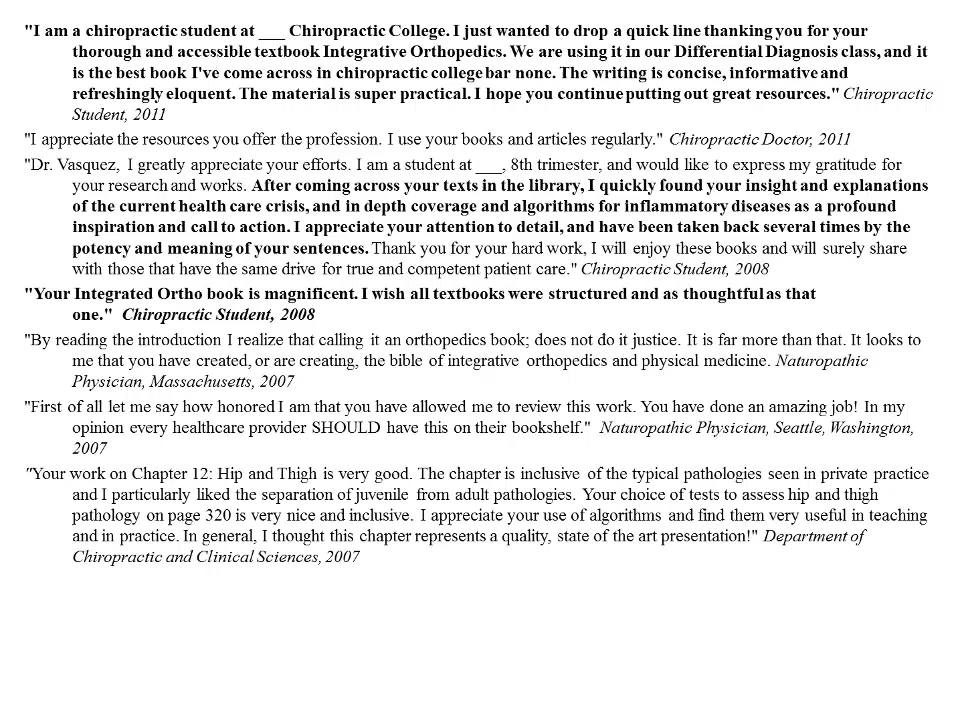 "I am a chiropractic student at ___ Chiropractic College. I just wanted to drop a quick line thanking you for your
thorough and accessible textbook Integrative Orthopedics. We are using it in our Differential Diagnosis class, and it
is the best book I've come across in chiropractic college bar none. The writing is concise, informative and
refreshingly eloquent. The material is super practical. I hope you continue putting out great resources." Chiropractic
Student, 2011
"I appreciate the resources you offer the profession. I use your books and articles regularly." Chiropractic Doctor, 2011
"Dr. Vasquez, I greatly appreciate your efforts. I am a student at ___, 8th trimester, and would like to express my gratitude for
your research and works. After coming across your texts in the library, I quickly found your insight and explanations
of the current health care crisis, and in depth coverage and algorithms for inflammatory diseases as a profound
inspiration and call to action. I appreciate your attention to detail, and have been taken back several times by the
potency and meaning of your sentences. Thank you for your hard work, I will enjoy these books and will surely share
with those that have the same drive for true and competent patient care." Chiropractic Student, 2008
"Your Integrated Ortho book is magnificent. I wish all textbooks were structured and as thoughtful as that
one." Chiropractic Student, 2008
"By reading the introduction I realize that calling it an orthopedics book; does not do it justice. It is far more than that. It looks to
me that you have created, or are creating, the bible of integrative orthopedics and physical medicine. Naturopathic
Physician, Massachusetts, 2007
"First of all let me say how honored I am that you have allowed me to review this work. You have done an amazing job! In my
opinion every healthcare provider SHOULD have this on their bookshelf." Naturopathic Physician, Seattle, Washington,
2007
"Your work on Chapter 12: Hip and Thigh is very good. The chapter is inclusive of the typical pathologies seen in private practice
and I particularly liked the separation of juvenile from adult pathologies. Your choice of tests to assess hip and thigh
pathology on page 320 is very nice and inclusive. I appreciate your use of algorithms and find them very useful in teaching
and in practice. In general, I thought this chapter represents a quality, state of the art presentation!" Department of
Chiropractic and Clinical Sciences, 2007